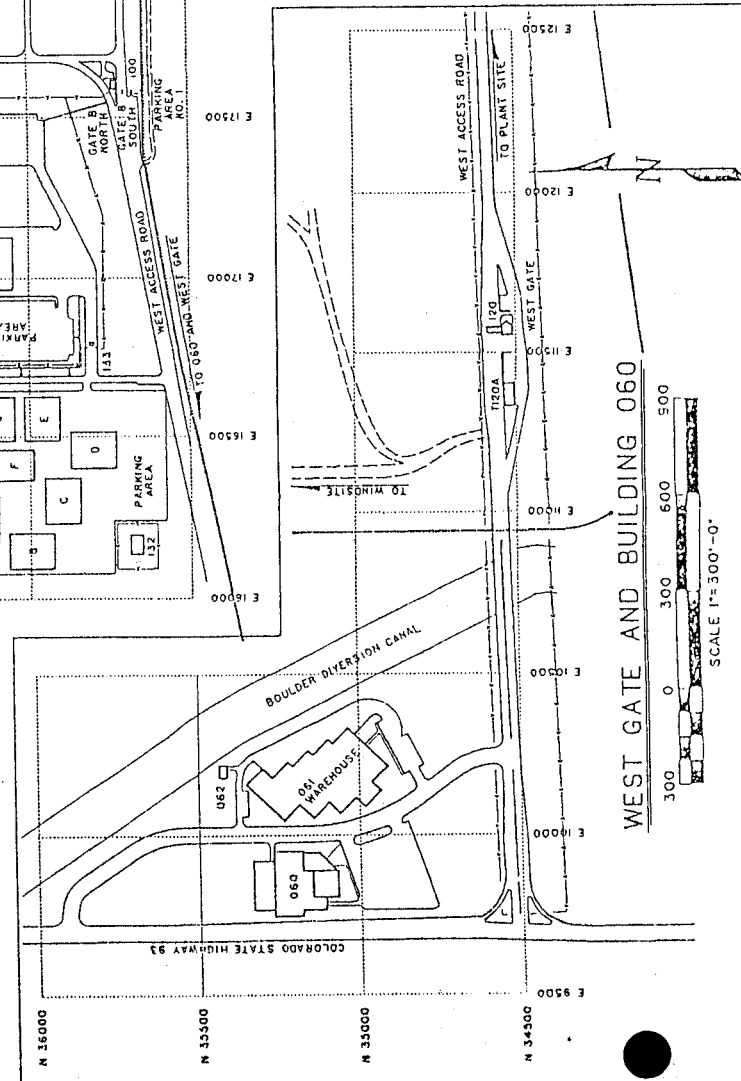 GATE 8
NORTH
GATE 8
SOUTH
100
PARKING
AREA
NO. 1
E 17500
WEST ACCESS ROAD
E 17000
TO 060 AND WEST GATE
133
AREA
E 16500
E
F
D
C
B
PARKING
AREA
132
E 16000
E 12500
WEST ACCESS ROAD
TO PLANT SITE
N
E 12000
120
WEST GATE
E 11500
T120A
TO WINDSITE
E 11000
BOULDER DIVERSION CANAL
E 10500
062
061
WAREHOUSE
E 10000
060
COLORADO STATE HIGHWAY 93
E 9500
N 36000
N 35500
N 35000
N 34500
WEST GATE AND BUILDING 060
300 0 300 600 900
SCALE 1"=300'-0"